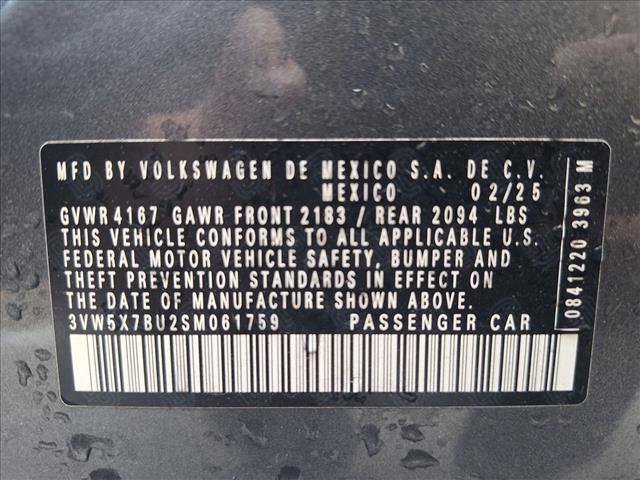 MFD BY VOLKSWAGEN DE MEXICO S.A. DE C.V.
MEXICO 02/25
GVWR 4167 GAWR FRONT 2183 / REAR 2094 LBS
THIS VEHICLE CONFORMS TO ALL APPLICABLE U.S.
FEDERAL MOTOR VEHICLE SAFETY, BUMPER AND
THEFT PREVENTION STANDARDS IN EFFECT ON
THE DATE OF MANUFACTURE SHOWN ABOVE.
3VW5X7BU2SM061759 PASSENGER CAR
0841220 3963 M